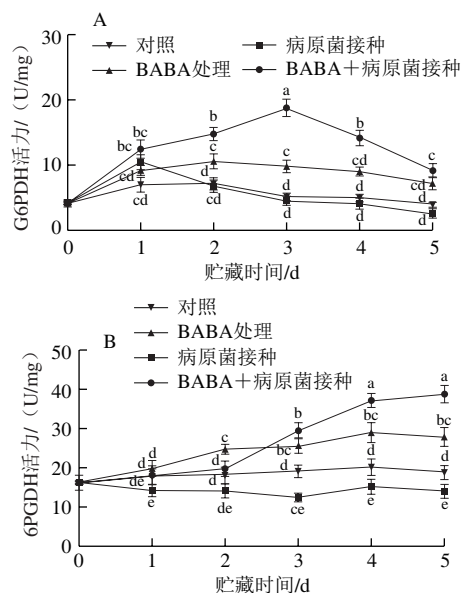 A
对照
病原菌接种
BABA处理
BABA+病原菌接种
G6PDH活力/（U/mg）
30
20
10
0
a
bc
bc
b
b
c
c
c
cd
cd
cd
d
cd
cd
d
d
d
d
d
0 1 2 3 4 5
贮藏时间/d
B
对照
BABA处理
病原菌接种
BABA+病原菌接种
6PGDH活力/（U/mg）
50
40
30
20
10
0
a
a
b
bc
bc
c
bc
d
d
d
d
d
d
de
d
e
de
ce
e
e
0 1 2 3 4 5
贮藏时间/d